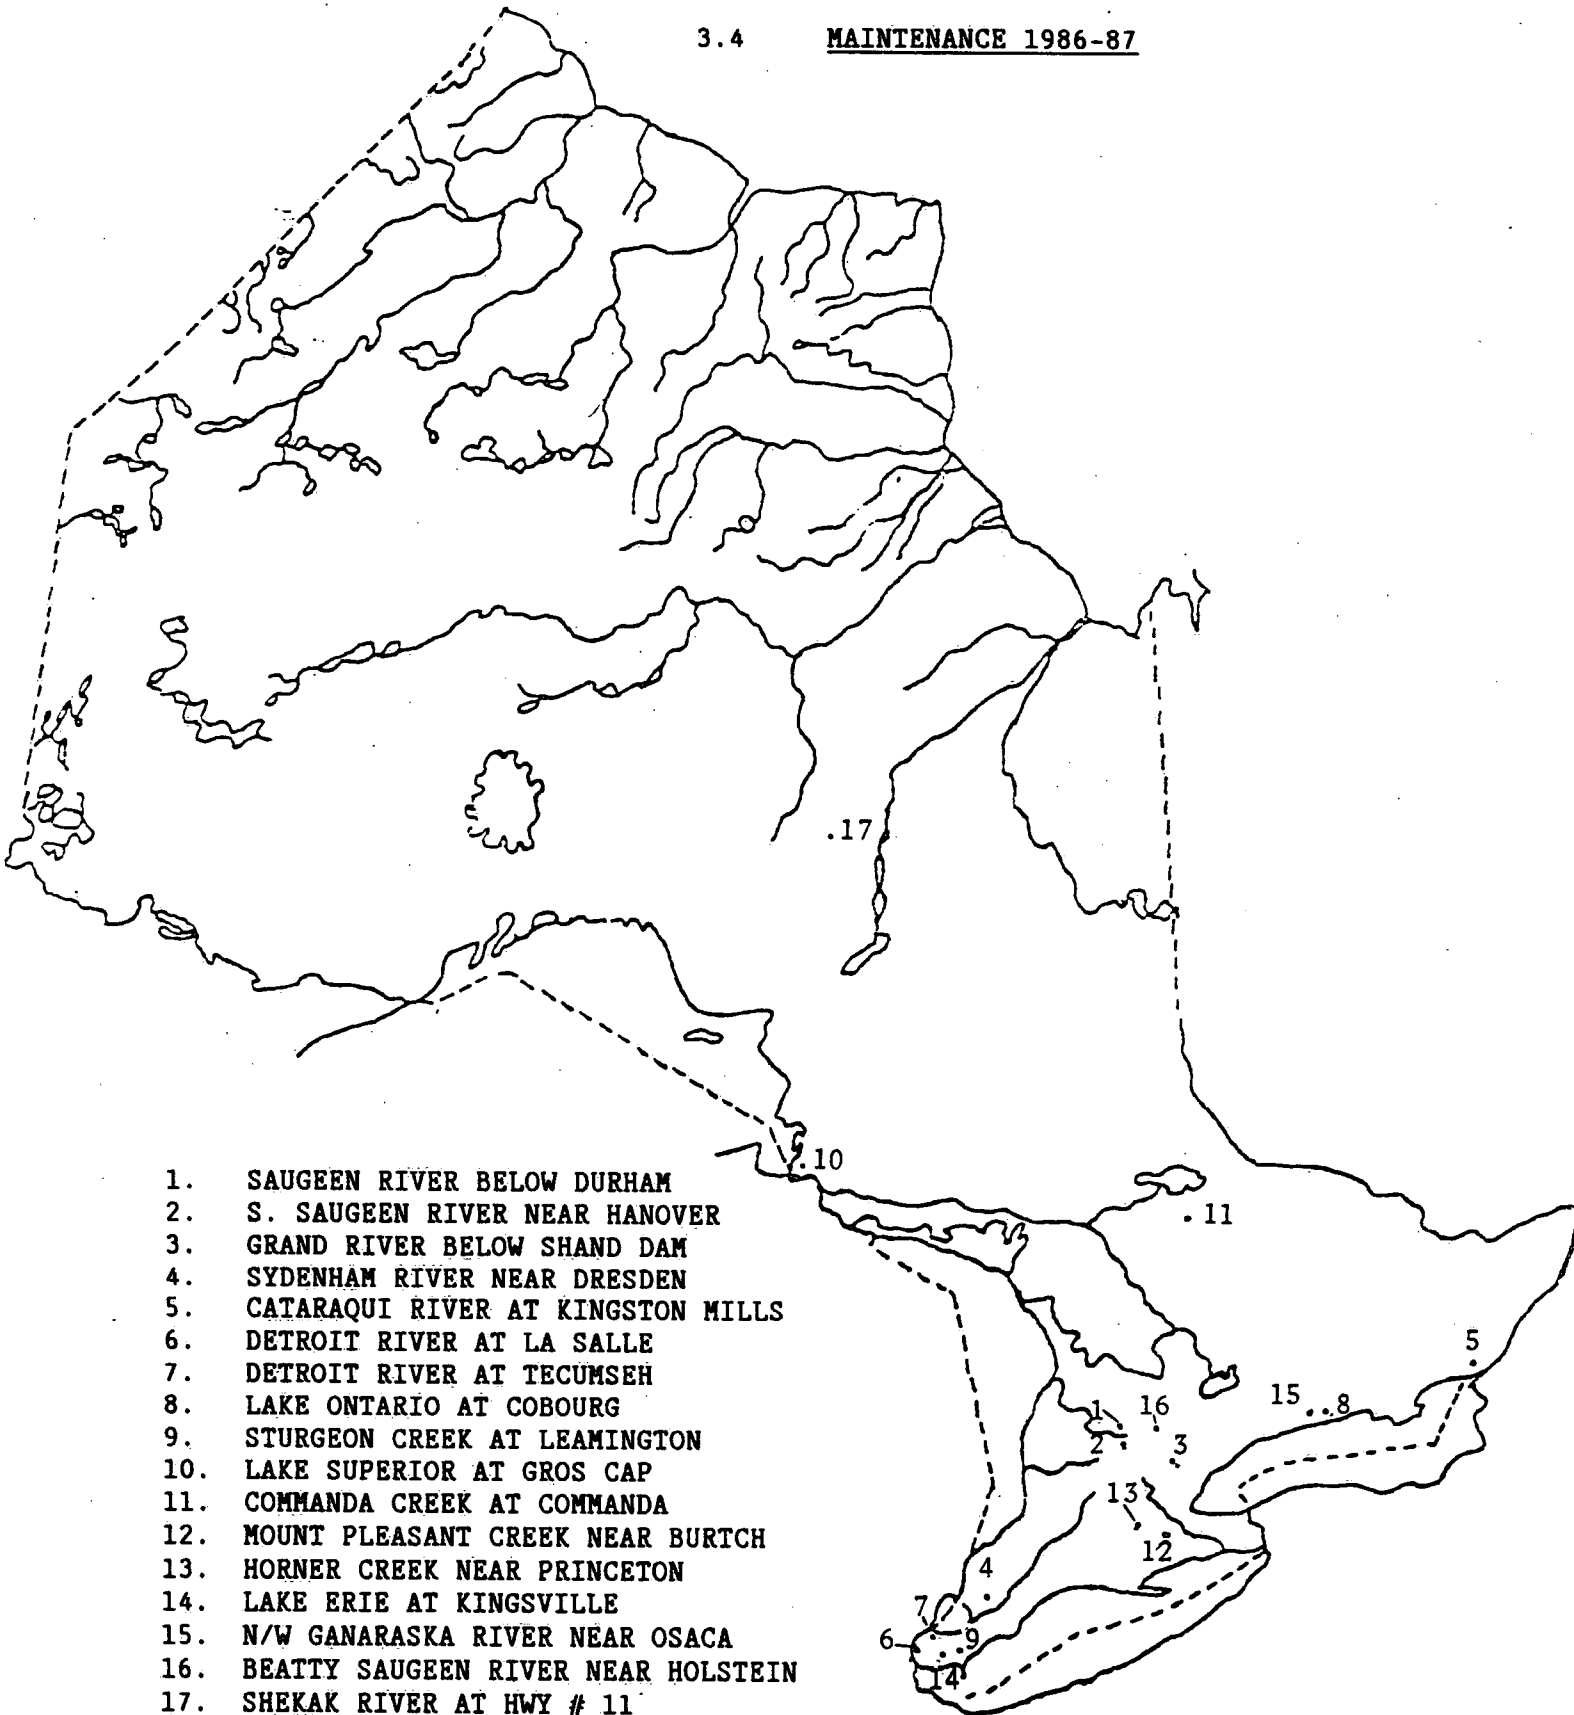 3.4 MAINTENANCE 1986-87
.17
.10
.11
5
15
8
1
16
2
3
13
12
4
7
6
9
14
1. SAUGEEN RIVER BELOW DURHAM
2. S. SAUGEEN RIVER NEAR HANOVER
3. GRAND RIVER BELOW SHAND DAM
4. SYDENHAM RIVER NEAR DRESDEN
5. CATARAQUI RIVER AT KINGSTON MILLS
6. DETROIT RIVER AT LA SALLE
7. DETROIT RIVER AT TECUMSEH
8. LAKE ONTARIO AT COBOURG
9. STURGEON CREEK AT LEAMINGTON
10. LAKE SUPERIOR AT GROS CAP
11. COMMANDA CREEK AT COMMANDA
12. MOUNT PLEASANT CREEK NEAR BURTCH
13. HORNER CREEK NEAR PRINCETON
14. LAKE ERIE AT KINGSVILLE
15. N/W GANARASKA RIVER NEAR OSACA
16. BEATTY SAUGEEN RIVER NEAR HOLSTEIN
17. SHEKAK RIVER AT HWY # 11